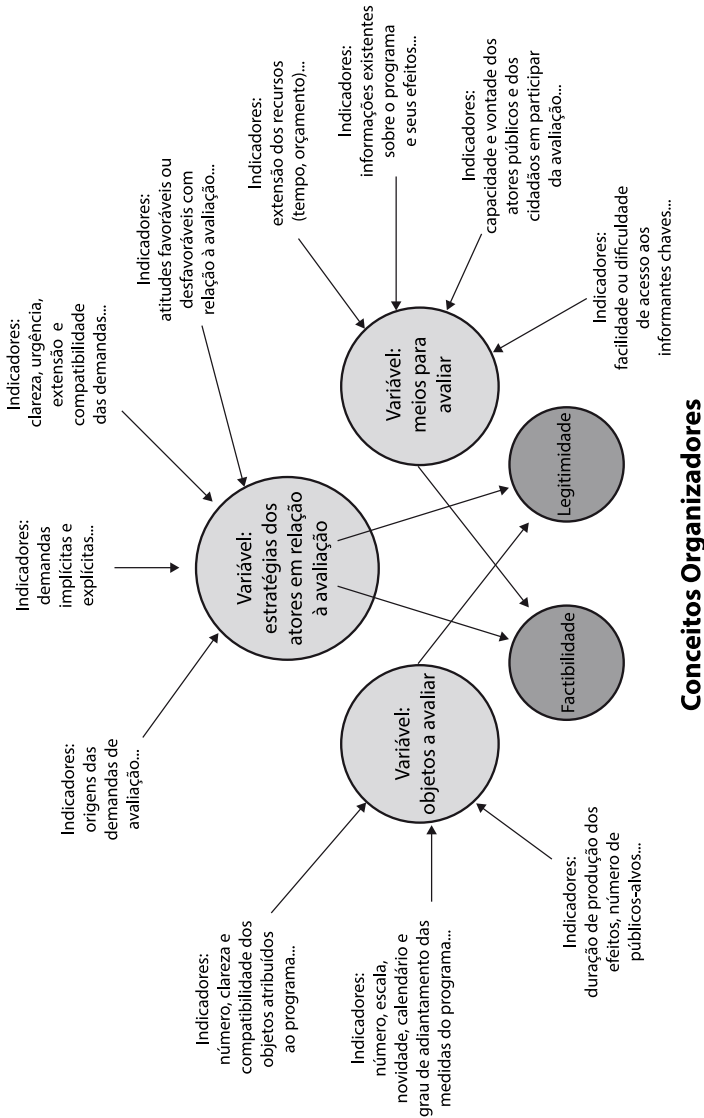 Indicadores:
origens das
demandas de
avaliação...
Indicadores:
demandas
implícitas e
explícitas...
Indicadores:
clareza, urgência,
extensão e
compatibilidade
das demandas...
Indicadores:
atitudes favoráveis ou
desfavoráveis com
relação à avaliação...
Variável:
estratégias dos
atores em relação
à avaliação
Indicadores:
número, clareza e
compatibilidade dos
objetos atribuídos
ao programa...
Indicadores:
número, escala,
novidade, calendário e
grau de adiantamento das
medidas do programa...
Indicadores:
duração de produção dos
efeitos, número de
públicos-alvos...
Variável:
objetos a avaliar
Variável:
meios para
avaliar
Indicadores:
extensão dos recursos
(tempo, orçamento)...
Indicadores:
informações existentes
sobre o programa
e seus efeitos...
Indicadores:
capacidade e vontade dos
atores públicos e dos
cidadãos em participar
da avaliação...
Indicadores:
facilidade ou dificuldade
de acesso aos
informantes chaves...
Factibilidade
Legitimidade
Conceitos Organizadores